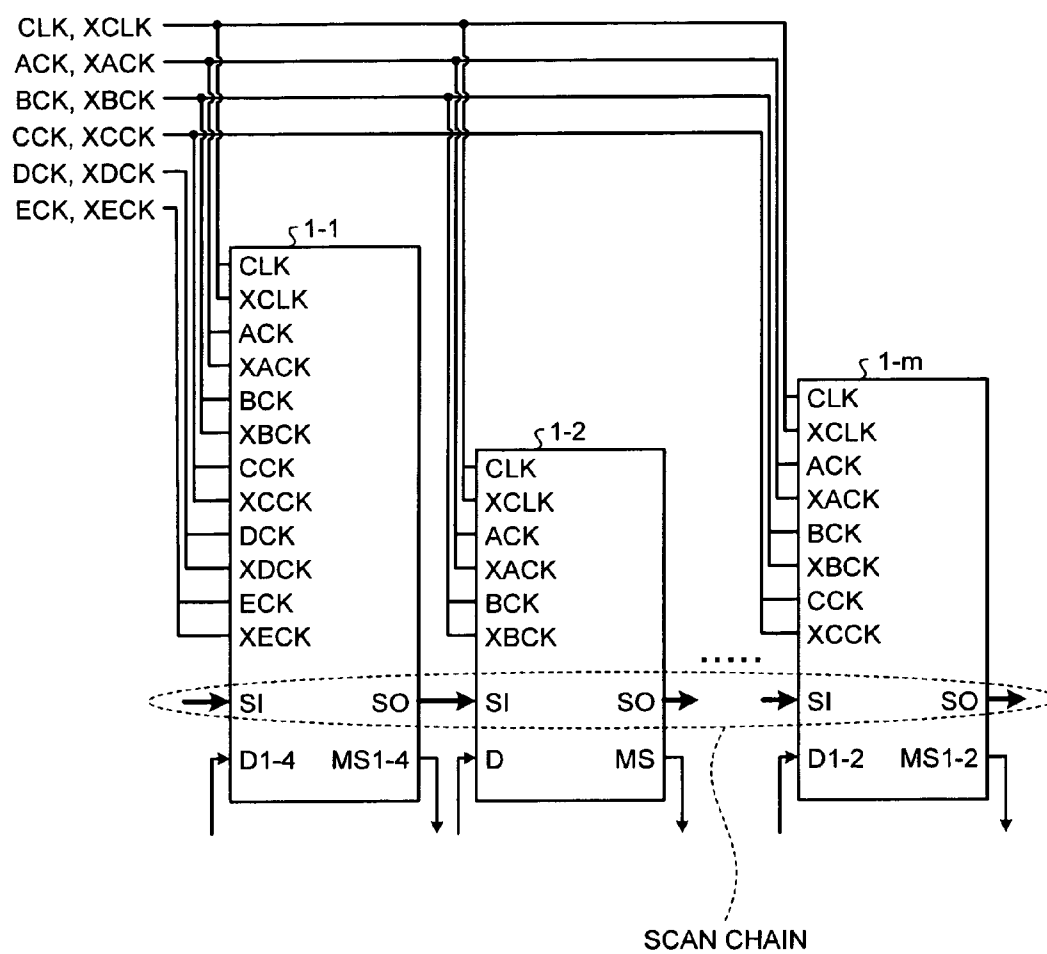 CLK, XCLK
ACK, XACK
BCK, XBCK
CCK, XCCK
DCK, XDCK
ECK, XECK
1-1
CLK
XCLK
ACK
XACK
BCK
XBCK
CCK
XCCK
DCK
XDCK
ECK
XECK
SI SO
D1-4 MS1-4
1-2
CLK
XCLK
ACK
XACK
BCK
XBCK
SI SO
D MS
.....
1-m
CLK
XCLK
ACK
XACK
BCK
XBCK
CCK
XCCK
SI SO
D1-2 MS1-2
SCAN CHAIN